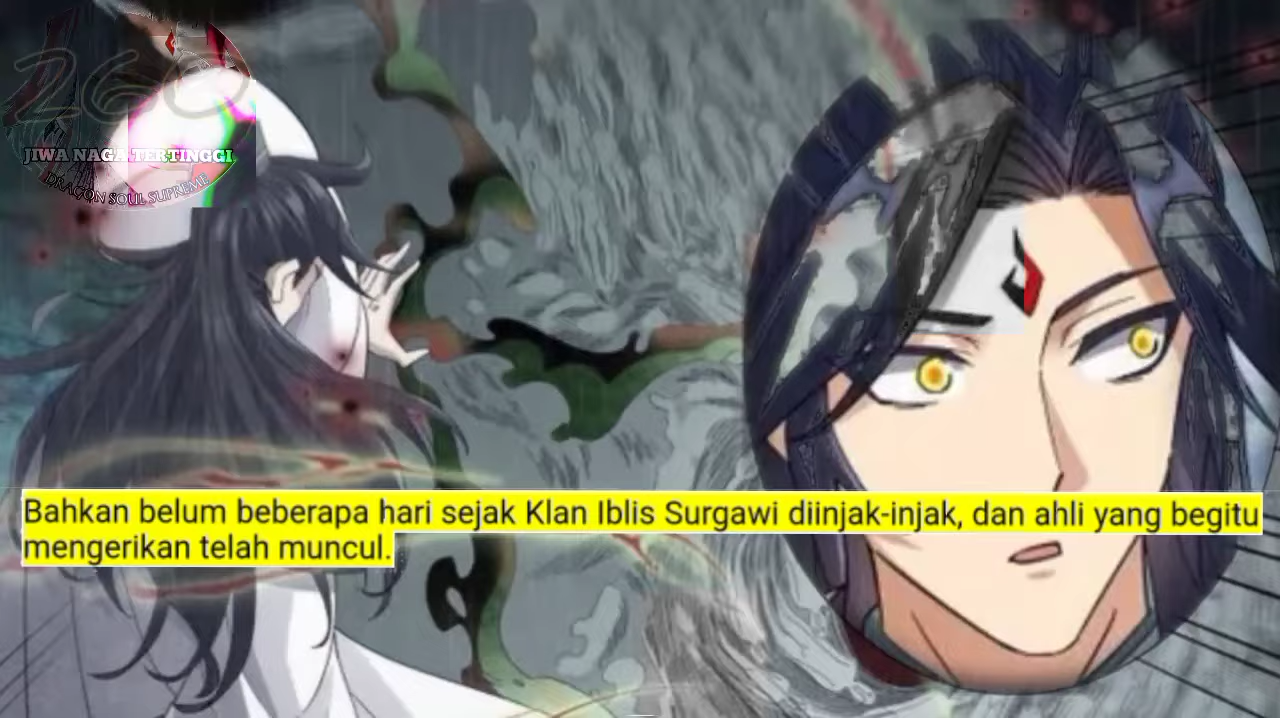 260
JIWA NAGA TERTINGGI
DRAGON SOUL SUPREME
Bahkan belum beberapa hari sejak Klan Iblis Surgawi diinjak-injak, dan ahli yang begitu
mengerikan telah muncul.